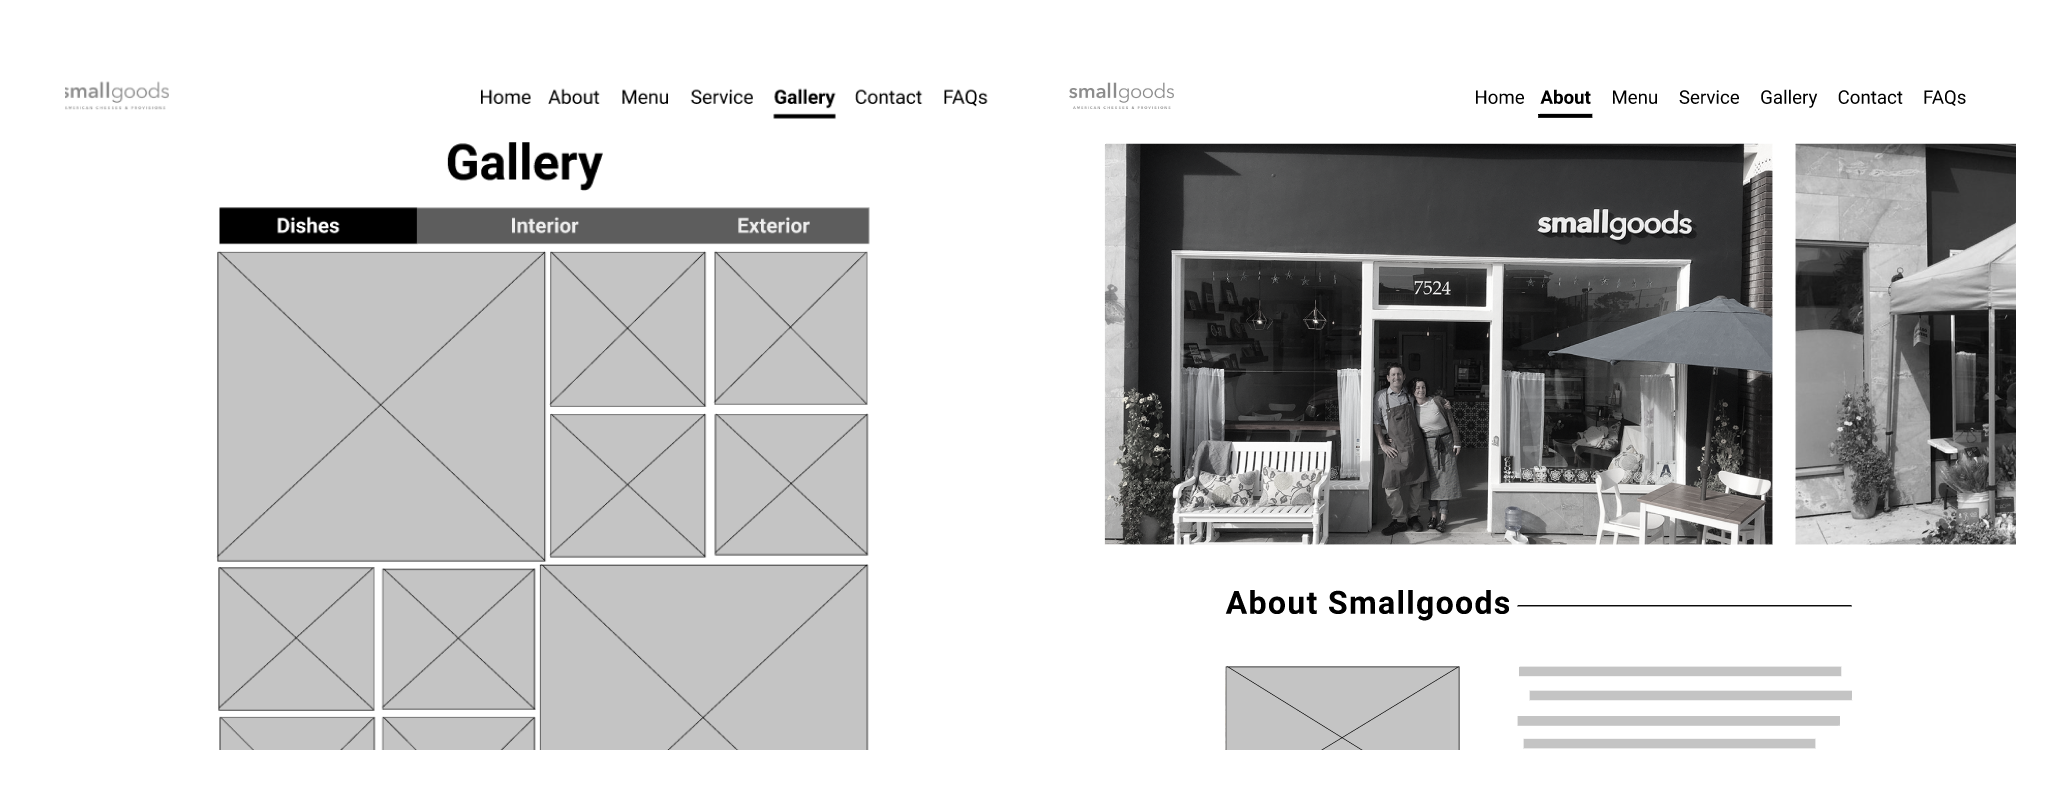 smallgoods
AMERICAN CHEESES & PROVISIONS
Home About Menu Service Gallery Contact FAQs
Gallery
Dishes Interior Exterior
smallgoods
AMERICAN CHEESES & PROVISIONS
Home About Menu Service Gallery Contact FAQs
smallgoods
7524
About Smallgoods